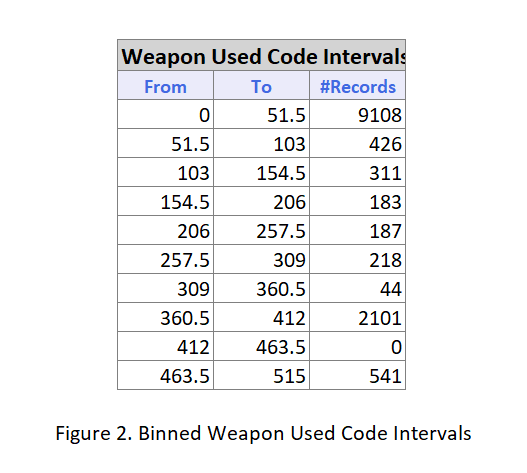 Weapon Used Code Intervals
From To #Records
0 51.5 9108
51.5 103 426
103 154.5 311
154.5 206 183
206 257.5 187
257.5 309 218
309 360.5 44
360.5 412 2101
412 463.5 0
463.5 515 541
Figure 2. Binned Weapon Used Code Intervals